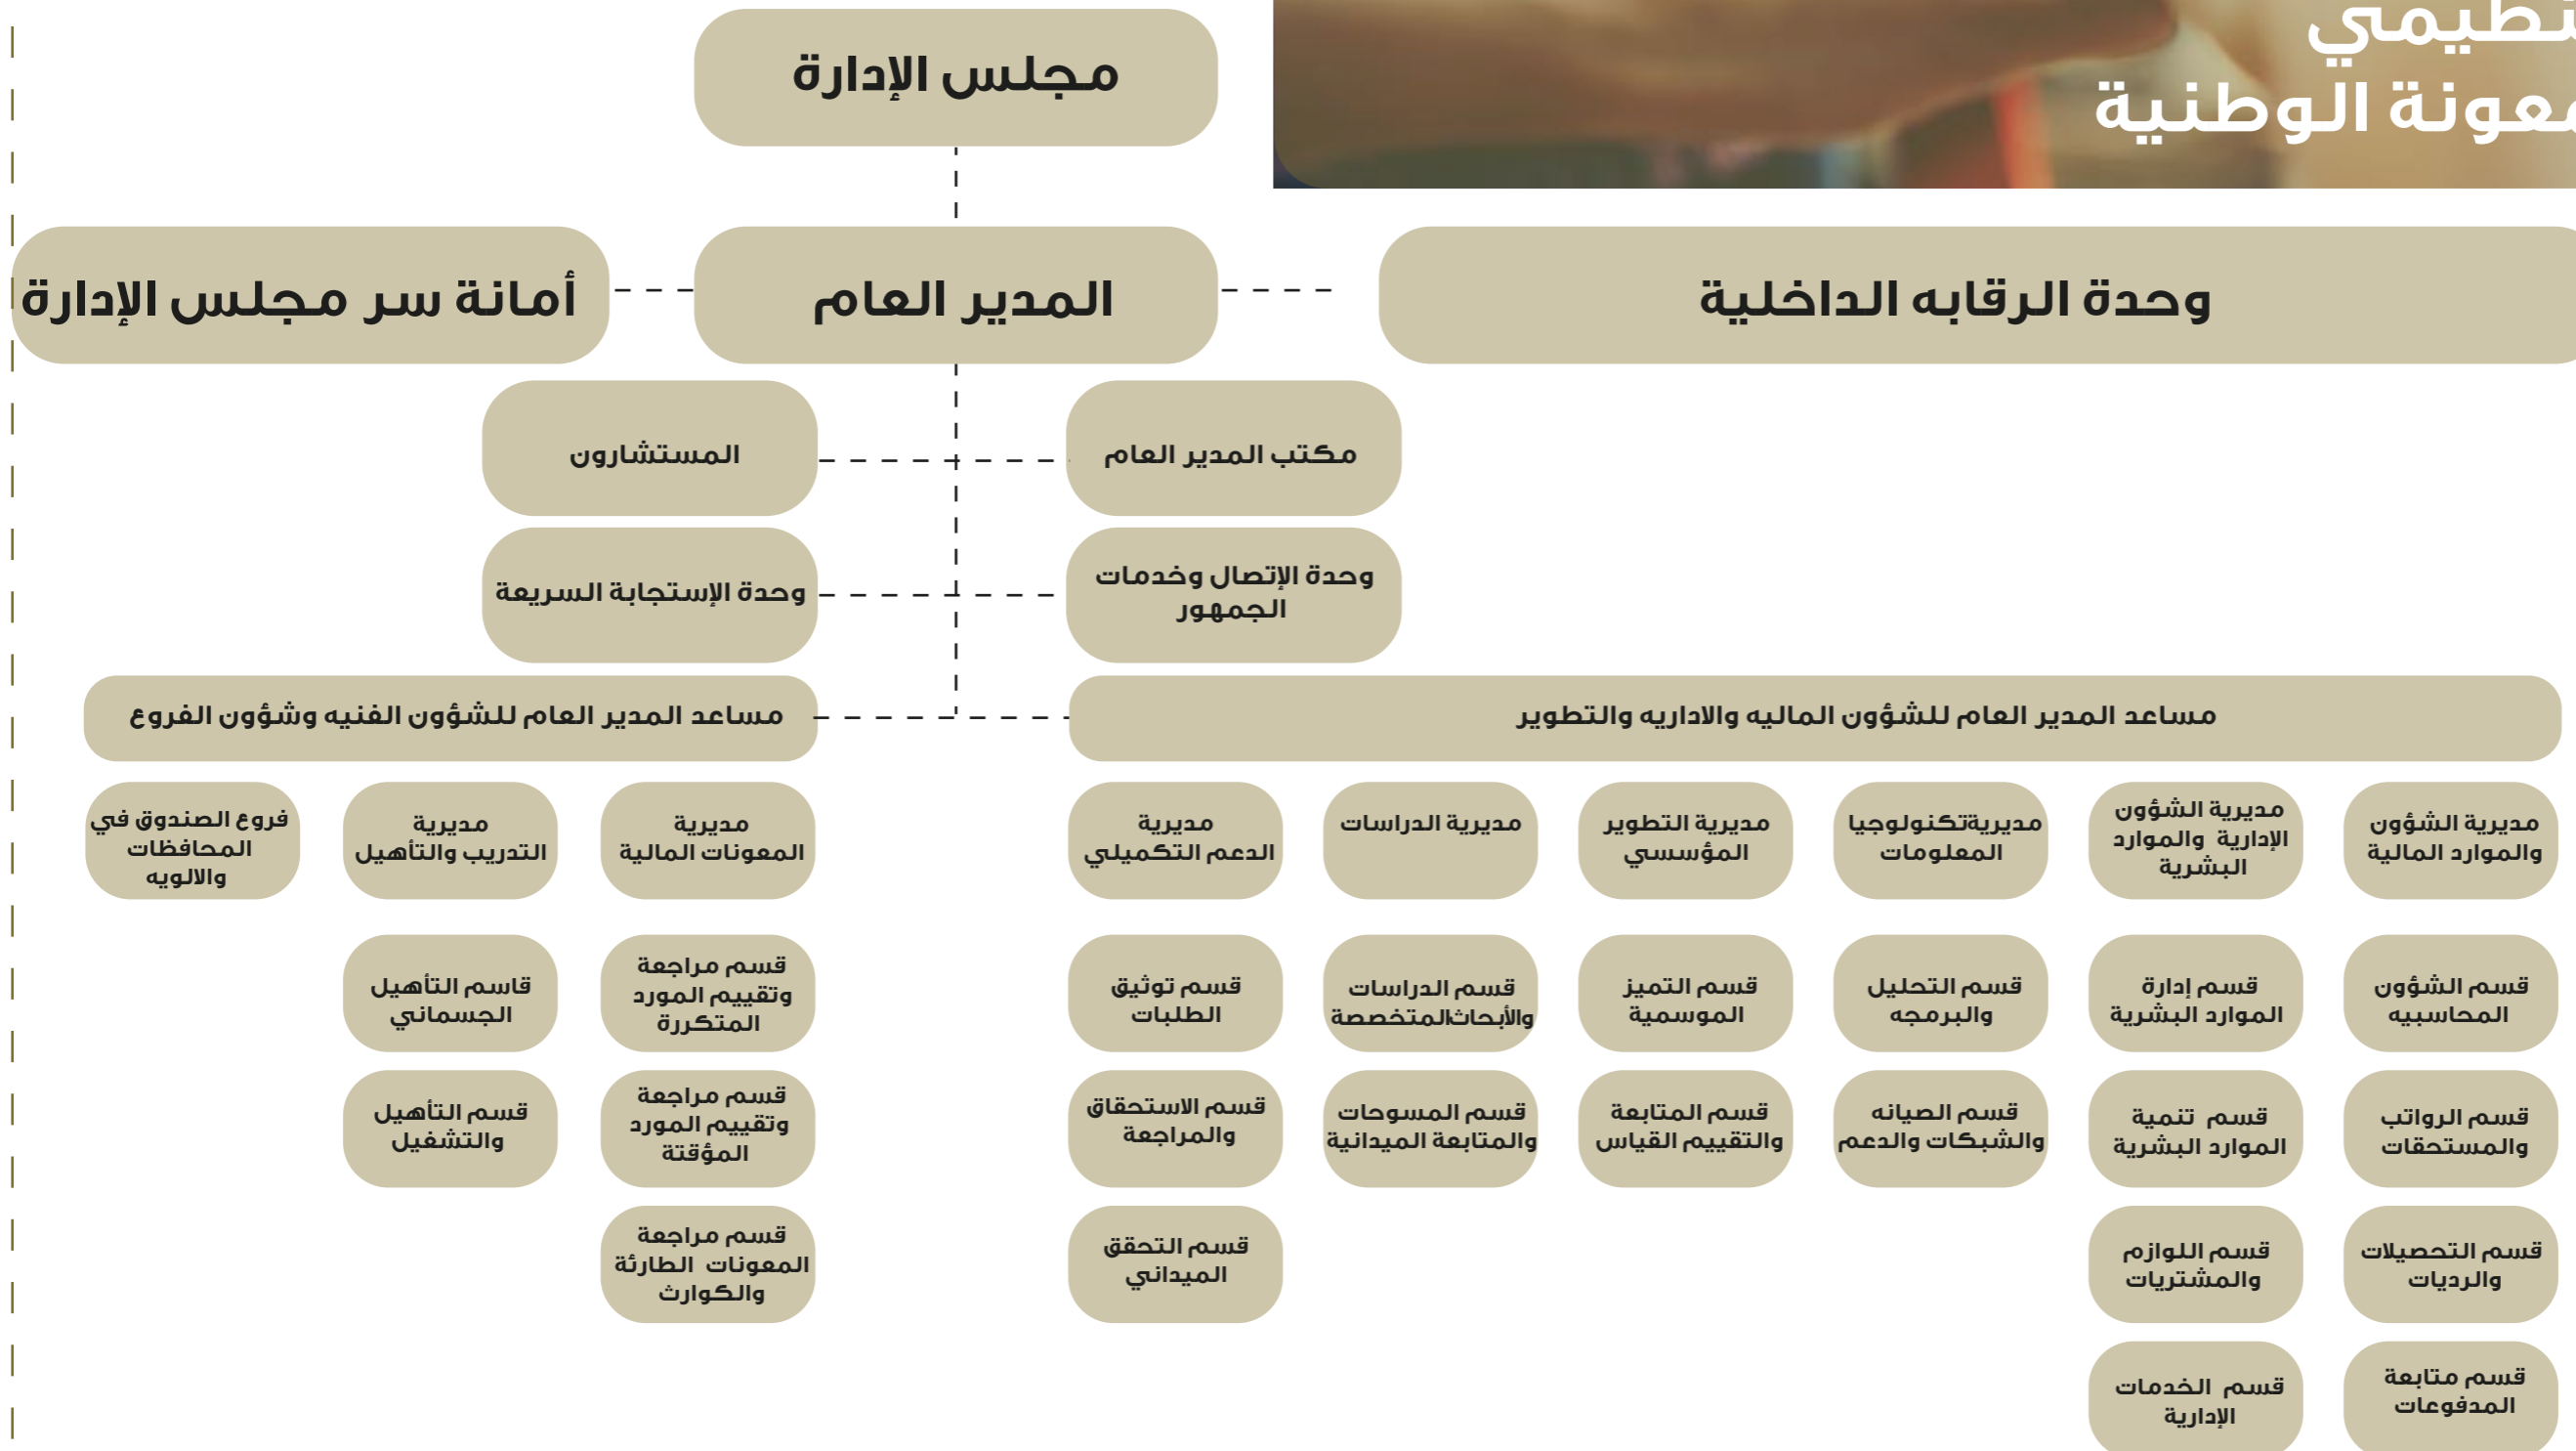 مجلس الإدارة
الوطنية
وحدة الرقابه الداخلية
المدير العام
أمانة سر مجلس الإدارة
مكتب المدير العام
المستشارون
وحدة الإتصال وخدمات
الجمهور
وحدة الإستجابة السريعة
مساعد المدير العام للشؤون الماليه والاداريه والتطوير
مساعد المدير العام للشؤون الفنيه وشؤون الفروع
مديرية الشؤون
والموارد المالية
مديرية الشؤون
الإدارية والموارد
البشرية
مديريةتكنولوجيا
المعلومات
مديرية التطوير
المؤسسي
مديرية الدراسات
مديرية
الدعم التكميلي
مديرية
المعونات المالية
مديرية
التدريب والتأهيل
فروع الصندوق في
المحافظات
والالويه
قسم الشؤون
المحاسبيه
قسم إدارة
الموارد البشرية
قسم التحليل
والبرمجه
قسم التميز
الموسمية
قسم الدراسات
والأبحاث المتخصصة
قسم توثيق
الطلبات
قسم مراجعة
وتقييم المورد
المتكررة
قاسم التأهيل
الجسماني
قسم الرواتب
والمستحقات
قسم تنمية
الموارد البشرية
قسم الصيانه
والشبكات والدعم
قسم المتابعة
والتقييم القياس
قسم المسوحات
والمتابعة الميدانية
قسم الاستحقاق
والمراجعة
قسم مراجعة
وتقييم المورد
المؤقتة
قسم التأهيل
والتشغيل
قسم التحصيلات
والرديات
قسم اللوازم
والمشتريات
قسم التحقق
الميداني
قسم مراجعة
المعونات الطارئة
والكوارث
قسم متابعة
المدفوعات
قسم الخدمات
الإدارية